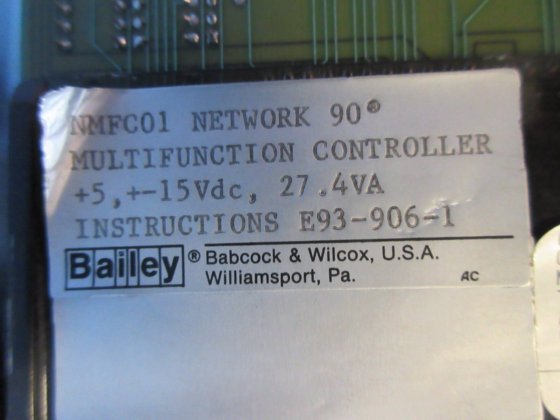 NMFC01 NETWORK 90®
MULTIFUNCTION CONTROLLER
+5,+-15Vdc, 27.4VA
INSTRUCTIONS E93-906-1
Bailey® Babcock & Wilcox, U.S.A.
Williamsport, Pa. AC